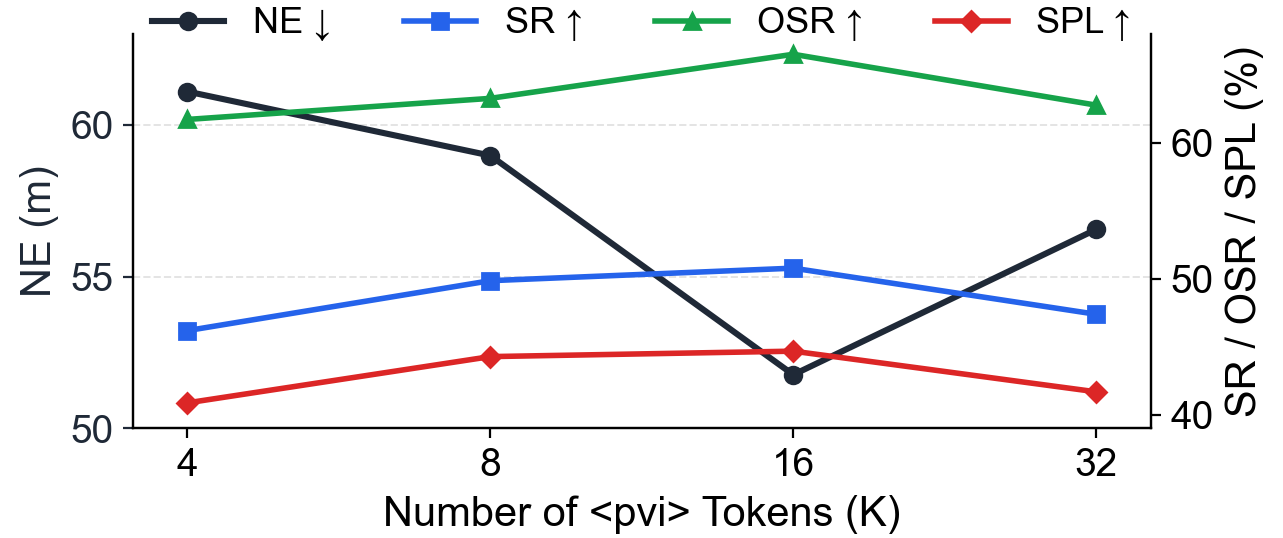 NE ↓ SR ↑ OSR ↑ SPL ↑
NE (m)
60
55
50
60
50
40
SR / OSR / SPL (%)
4 8 16 32
Number of <pvi> Tokens (K)